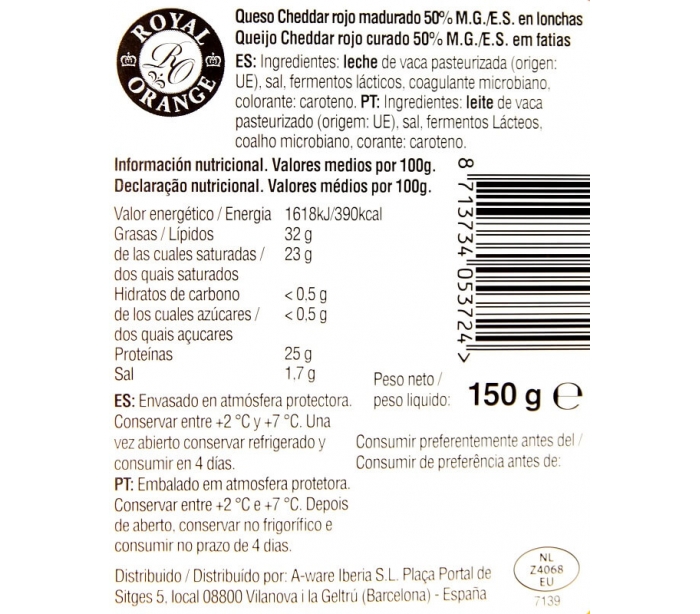 ROYAL
RO
ORANGE
Queso Cheddar rojo madurado 50% M.G./E.S. en lonchas
Queijo Cheddar rojo curado 50% M.G./E.S. em fatias
ES: Ingredientes: leche de vaca pasteurizada (origen:
UE), sal, fermentos lácticos, coagulante microbiano,
colorante: caroteno. PT: Ingredientes: leite de vaca
pasteurizado (origem: UE), sal, fermentos Lácteos,
coalho microbiano, corante: caroteno.
Información nutricional. Valores medios por 100g.
Declaração nutricional. Valores médios por 100g.
Valor energético / Energia 1618kJ/390kcal
Grasas / Lípidos 32 g
de las cuales saturadas / 23 g
dos quais saturados
Hidratos de carbono < 0,5 g
de los cuales azúcares / < 0,5 g
dos quais açucares
Proteínas 25 g
Sal 1,7 g
8 713734 053724 >
Peso neto /
peso liquido: 150 g ℮
ES: Envasado en atmósfera protectora.
Conservar entre +2 °C y +7 °C. Una
vez abierto conservar refrigerado y
consumir en 4 días.
Consumir preferentemente antes del /
Consumir de preferência antes de:
PT: Embalado em atmosfera protetora.
Conservar entre +2 °C e +7 °C. Depois
de aberto, conservar no frigorífico e
consumir no prazo de 4 dias.
Distribuido / Distribuído por: A-ware Iberia S.L. Plaça Portal de
Sitges 5, local 08800 Vilanova i la Geltrú (Barcelona) - España
NL
Z4068
EU
7139